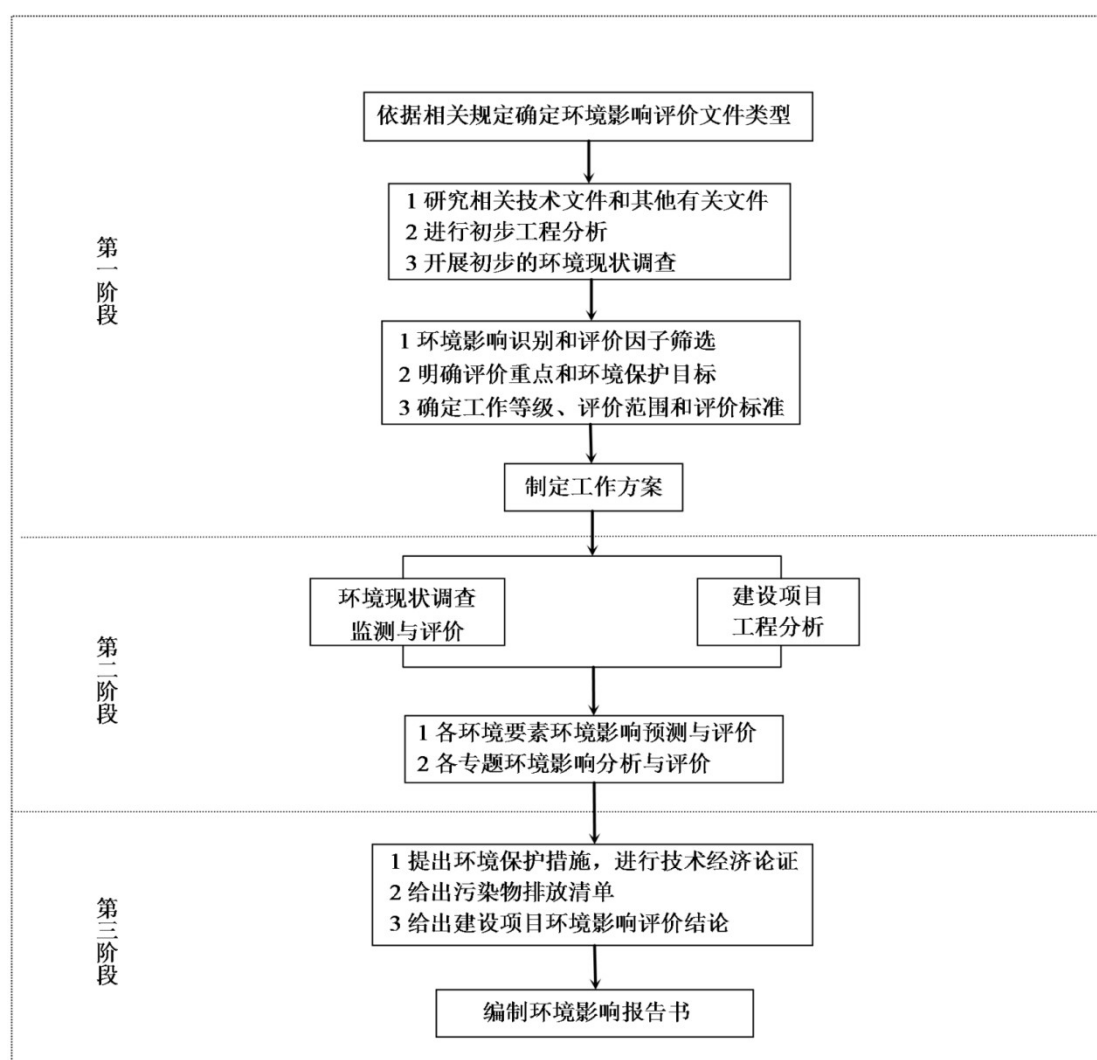 依据相关规定确定环境影响评价文件类型
1 研究相关技术文件和其他有关文件
2 进行初步工程分析
3 开展初步的环境现状调查
第一阶段
1 环境影响识别和评价因子筛选
2 明确评价重点和环境保护目标
3 确定工作等级、评价范围和评价标准
制定工作方案
环境现状调查
监测与评价
建设项目
工程分析
第二阶段
1 各环境要素环境影响预测与评价
2 各专题环境影响分析与评价
1 提出环境保护措施，进行技术经济论证
2 给出污染物排放清单
3 给出建设项目环境影响评价结论
第三阶段
编制环境影响报告书